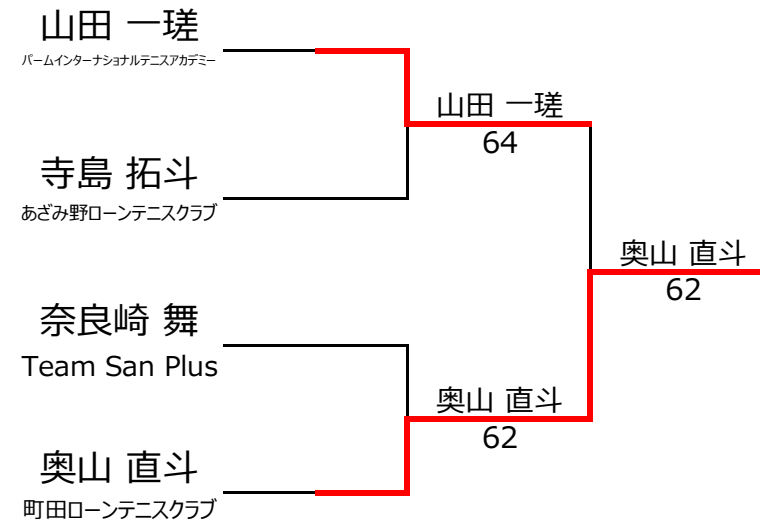 山田 一瑳
パームインターナショナルテニスアカデミー
山田 一瑳
64
寺島 拓斗
あざみ野ローンテニスクラブ
奥山 直斗
62
奈良崎 舞
Team San Plus
奥山 直斗
62
奥山 直斗
町田ローンテニスクラブ